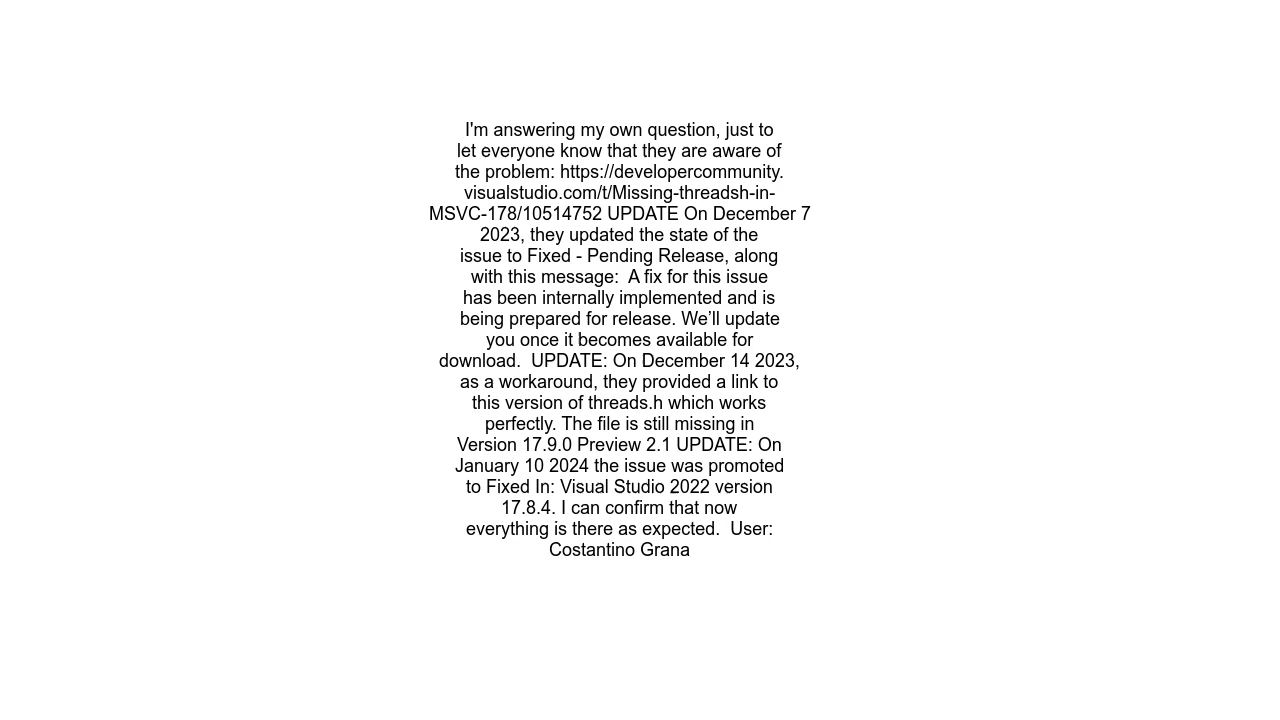 I'm answering my own question, just to
let everyone know that they are aware of
the problem: https://developercommunity.
visualstudio.com/t/Missing-threadsh-in-
MSVC-178/10514752 UPDATE On December 7
2023, they updated the state of the
issue to Fixed - Pending Release, along
with this message:  A fix for this issue
has been internally implemented and is
being prepared for release. We’ll update
you once it becomes available for
download.  UPDATE: On December 14 2023,
as a workaround, they provided a link to
this version of threads.h which works
perfectly. The file is still missing in
Version 17.9.0 Preview 2.1 UPDATE: On
January 10 2024 the issue was promoted
to Fixed In: Visual Studio 2022 version
17.8.4. I can confirm that now
everything is there as expected.  User:
Costantino Grana